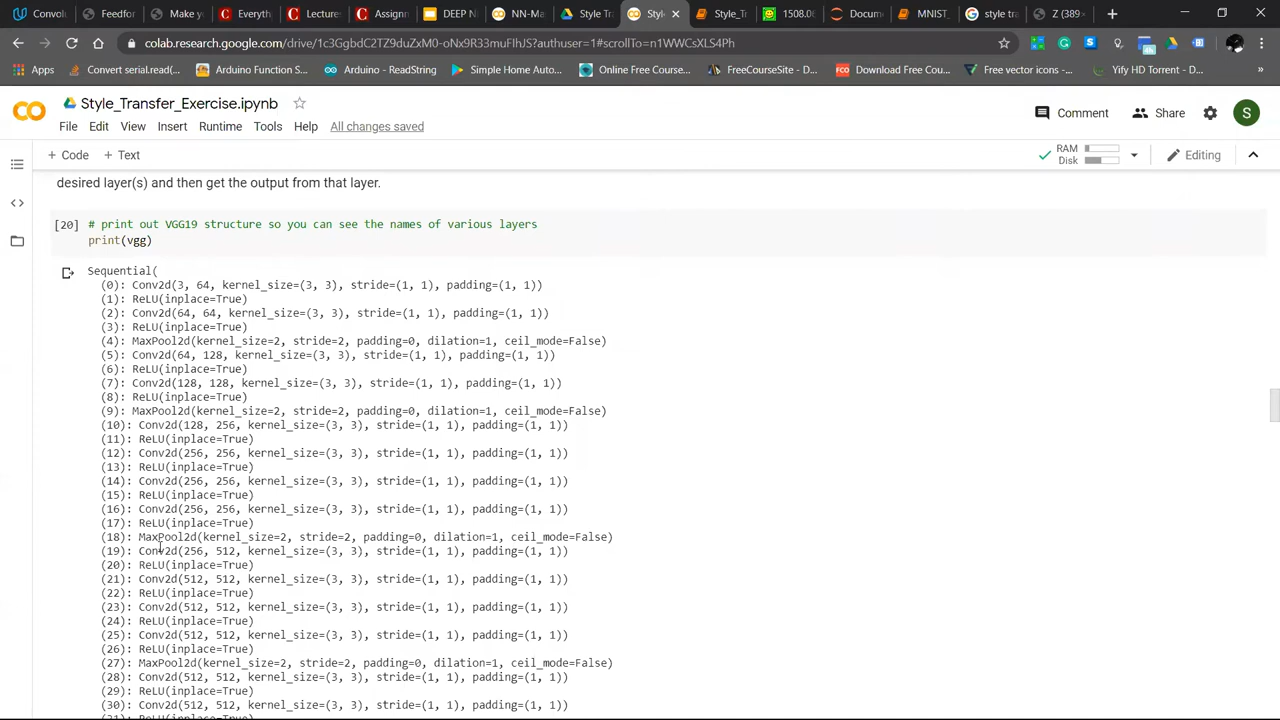 Convolu
Feedfor
Make yo
Everyth
Lecture
Assignm
DEEP N
NN-Ma
Style Tr
Style
Style_T
1508.06
Docum
MNIST_
style tra
Z (389×
colab.research.google.com/drive/1c3GgbdC2TZ9duZxM0-oNx9R33muFlhJS?authuser=1#scrollTo=n1WWCsXLS4Ph
Apps
Convert serial.read(...
Arduino Function S...
Arduino - ReadString
Simple Home Auto...
Online Free Course...
FreeCourseSite - D...
FCO
Download Free Cou...
Free vector icons -...
Yify HD Torrent - D...
»
CO
Style_Transfer_Exercise.ipynb
Comment
Share
S
File Edit View Insert Runtime Tools Help All changes saved
+ Code + Text
RAM
Disk
Editing
desired layer(s) and then get the output from that layer.
[20] # print out VGG19 structure so you can see the names of various layers
print(vgg)
Sequential(
(0): Conv2d(3, 64, kernel_size=(3, 3), stride=(1, 1), padding=(1, 1))
(1): ReLU(inplace=True)
(2): Conv2d(64, 64, kernel_size=(3, 3), stride=(1, 1), padding=(1, 1))
(3): ReLU(inplace=True)
(4): MaxPool2d(kernel_size=2, stride=2, padding=0, dilation=1, ceil_mode=False)
(5): Conv2d(64, 128, kernel_size=(3, 3), stride=(1, 1), padding=(1, 1))
(6): ReLU(inplace=True)
(7): Conv2d(128, 128, kernel_size=(3, 3), stride=(1, 1), padding=(1, 1))
(8): ReLU(inplace=True)
(9): MaxPool2d(kernel_size=2, stride=2, padding=0, dilation=1, ceil_mode=False)
(10): Conv2d(128, 256, kernel_size=(3, 3), stride=(1, 1), padding=(1, 1))
(11): ReLU(inplace=True)
(12): Conv2d(256, 256, kernel_size=(3, 3), stride=(1, 1), padding=(1, 1))
(13): ReLU(inplace=True)
(14): Conv2d(256, 256, kernel_size=(3, 3), stride=(1, 1), padding=(1, 1))
(15): ReLU(inplace=True)
(16): Conv2d(256, 256, kernel_size=(3, 3), stride=(1, 1), padding=(1, 1))
(17): ReLU(inplace=True)
(18): MaxPool2d(kernel_size=2, stride=2, padding=0, dilation=1, ceil_mode=False)
(19): Conv2d(256, 512, kernel_size=(3, 3), stride=(1, 1), padding=(1, 1))
(20): ReLU(inplace=True)
(21): Conv2d(512, 512, kernel_size=(3, 3), stride=(1, 1), padding=(1, 1))
(22): ReLU(inplace=True)
(23): Conv2d(512, 512, kernel_size=(3, 3), stride=(1, 1), padding=(1, 1))
(24): ReLU(inplace=True)
(25): Conv2d(512, 512, kernel_size=(3, 3), stride=(1, 1), padding=(1, 1))
(26): ReLU(inplace=True)
(27): MaxPool2d(kernel_size=2, stride=2, padding=0, dilation=1, ceil_mode=False)
(28): Conv2d(512, 512, kernel_size=(3, 3), stride=(1, 1), padding=(1, 1))
(29): ReLU(inplace=True)
(30): Conv2d(512, 512, kernel_size=(3, 3), stride=(1, 1), padding=(1, 1))
(31): ReLU(inplace=True)